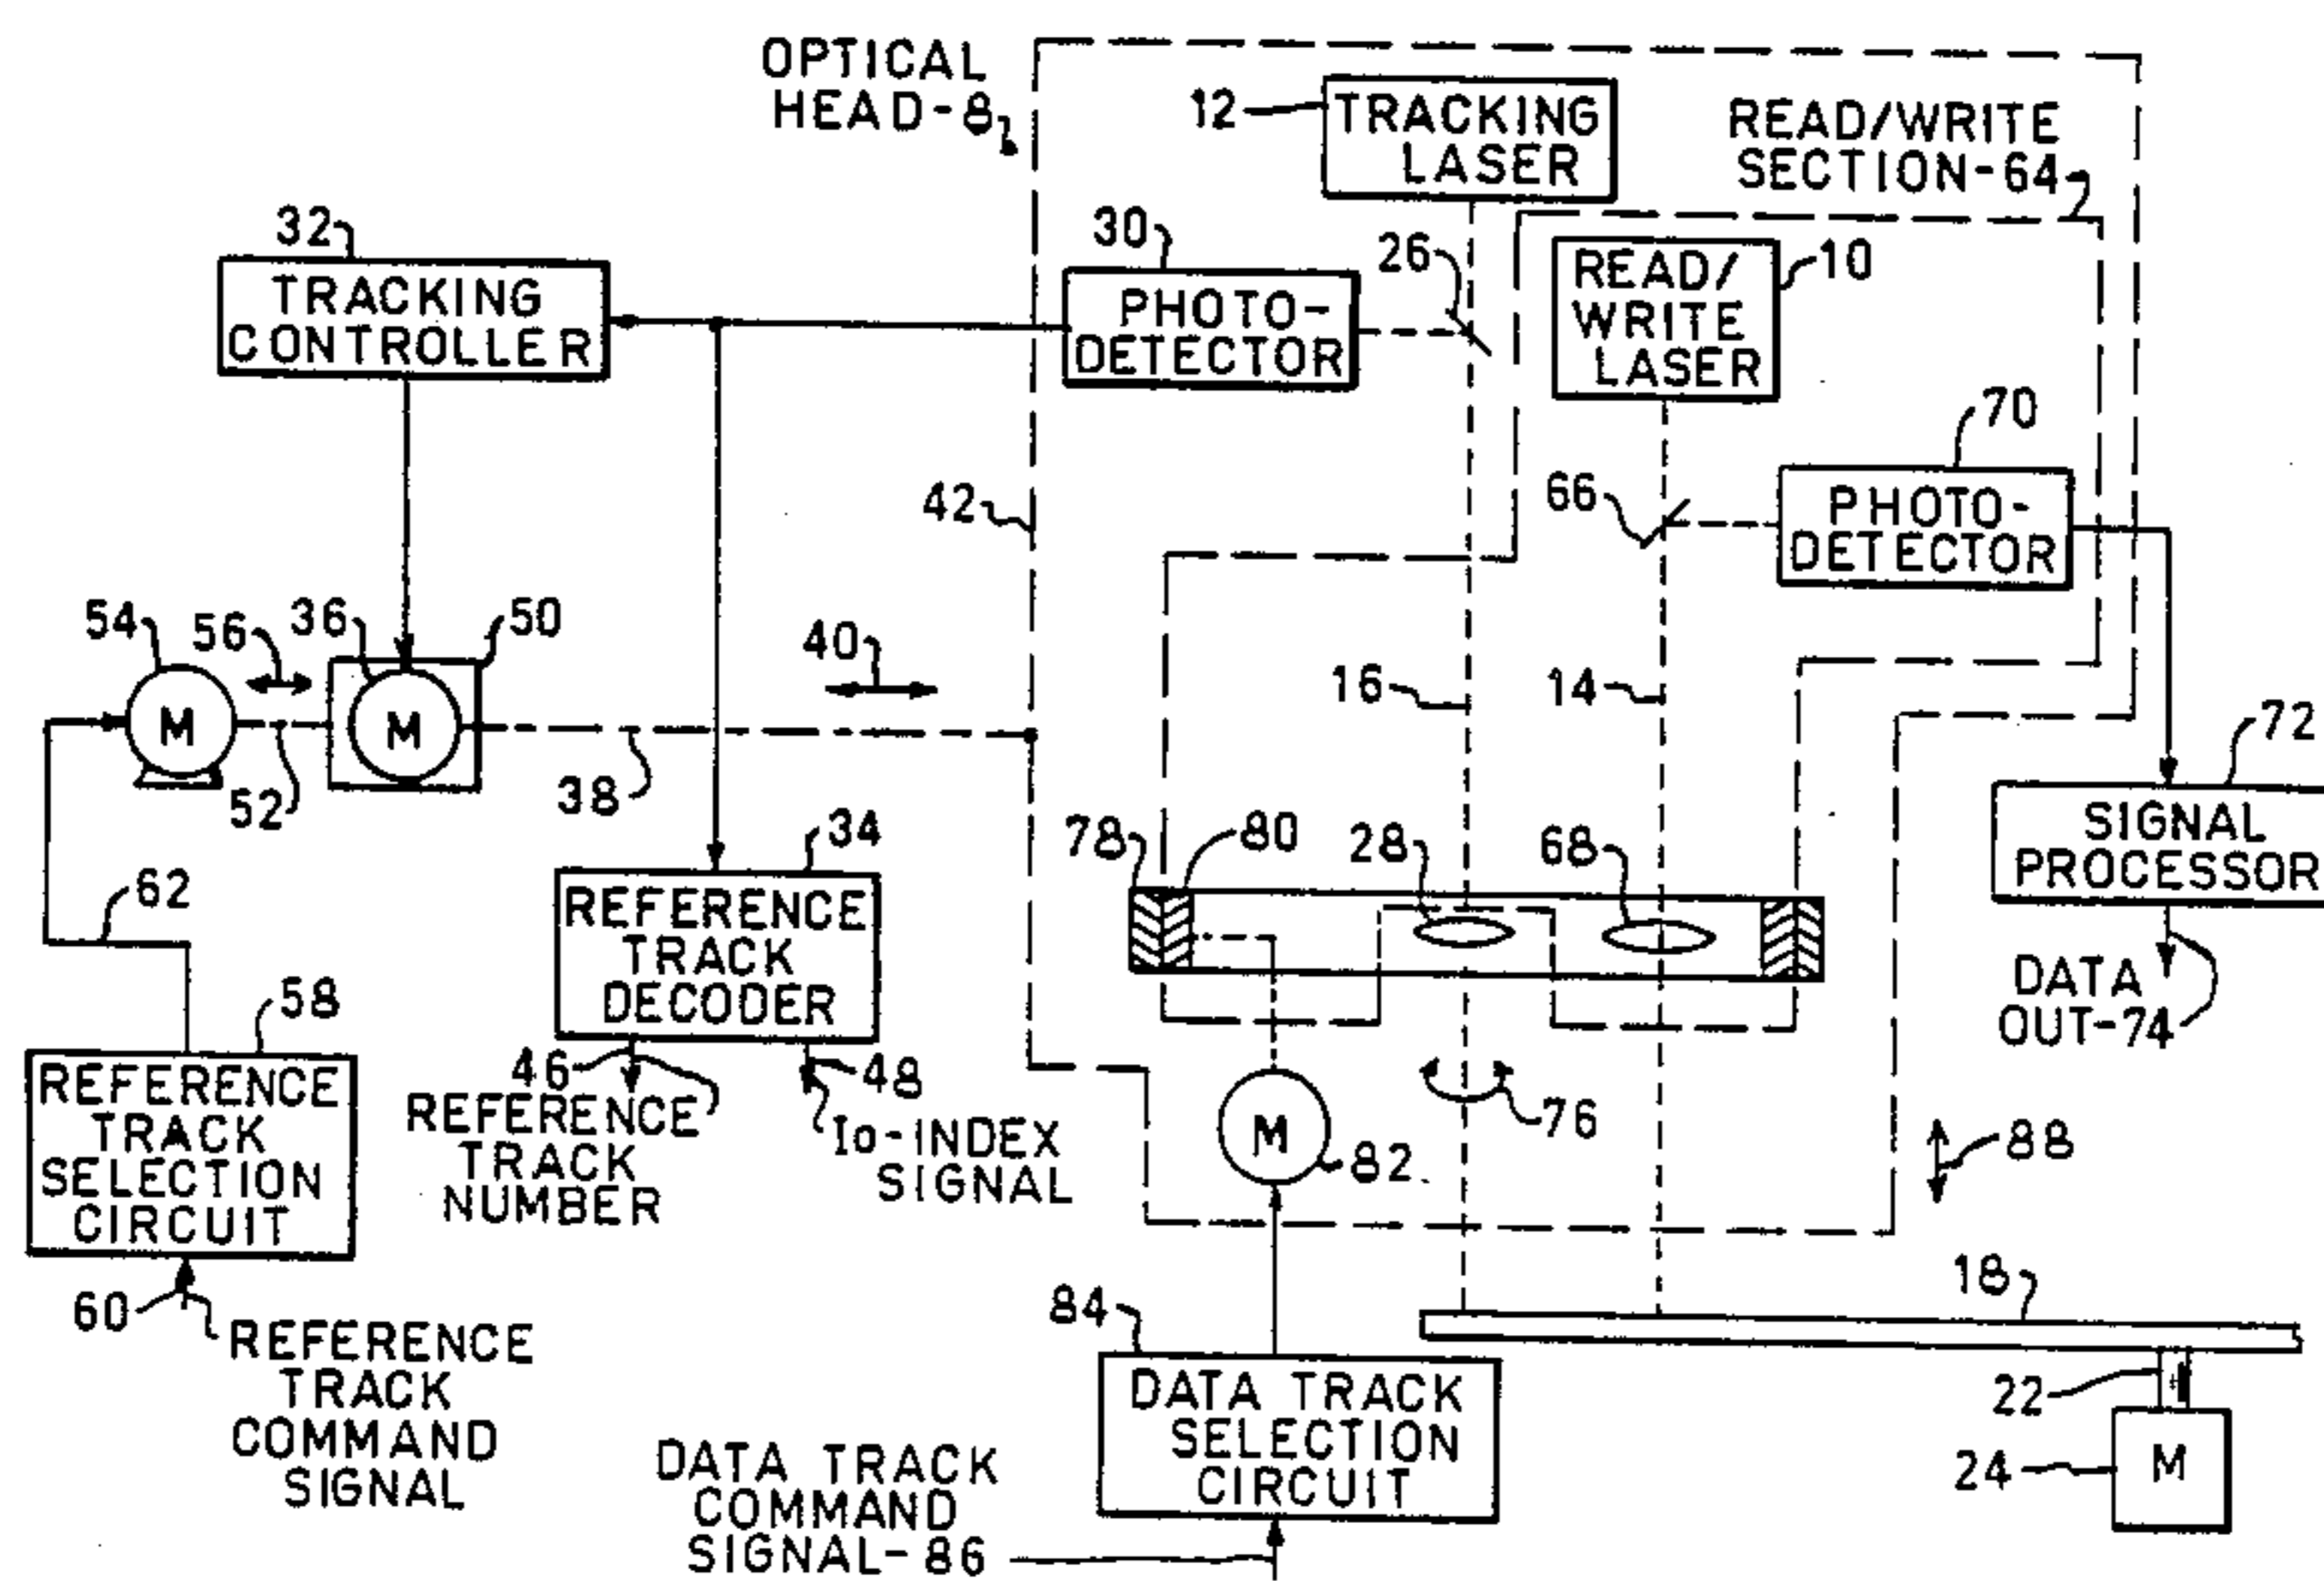 OPTICAL
HEAD-8
12
TRACKING
LASER
READ/WRITE
SECTION-64
32
TRACKING
CONTROLLER
30
PHOTO-
DETECTOR
26
READ/
WRITE
LASER
10
70
PHOTO-
DETECTOR
42
66
54
56
36
50
40
16
14
72
M
M
52
38
34
78
80
28
68
SIGNAL
PROCESSOR
62
REFERENCE
TRACK
DECODER
DATA
OUT-74
58
46
48
REFERENCE
TRACK
NUMBER
Io-INDEX
SIGNAL
REFERENCE
TRACK
SELECTION
CIRCUIT
M
82
76
88
60
REFERENCE
TRACK
COMMAND
SIGNAL
84
18
DATA TRACK
SELECTION
CIRCUIT
22
24
M
DATA TRACK
COMMAND
SIGNAL-86